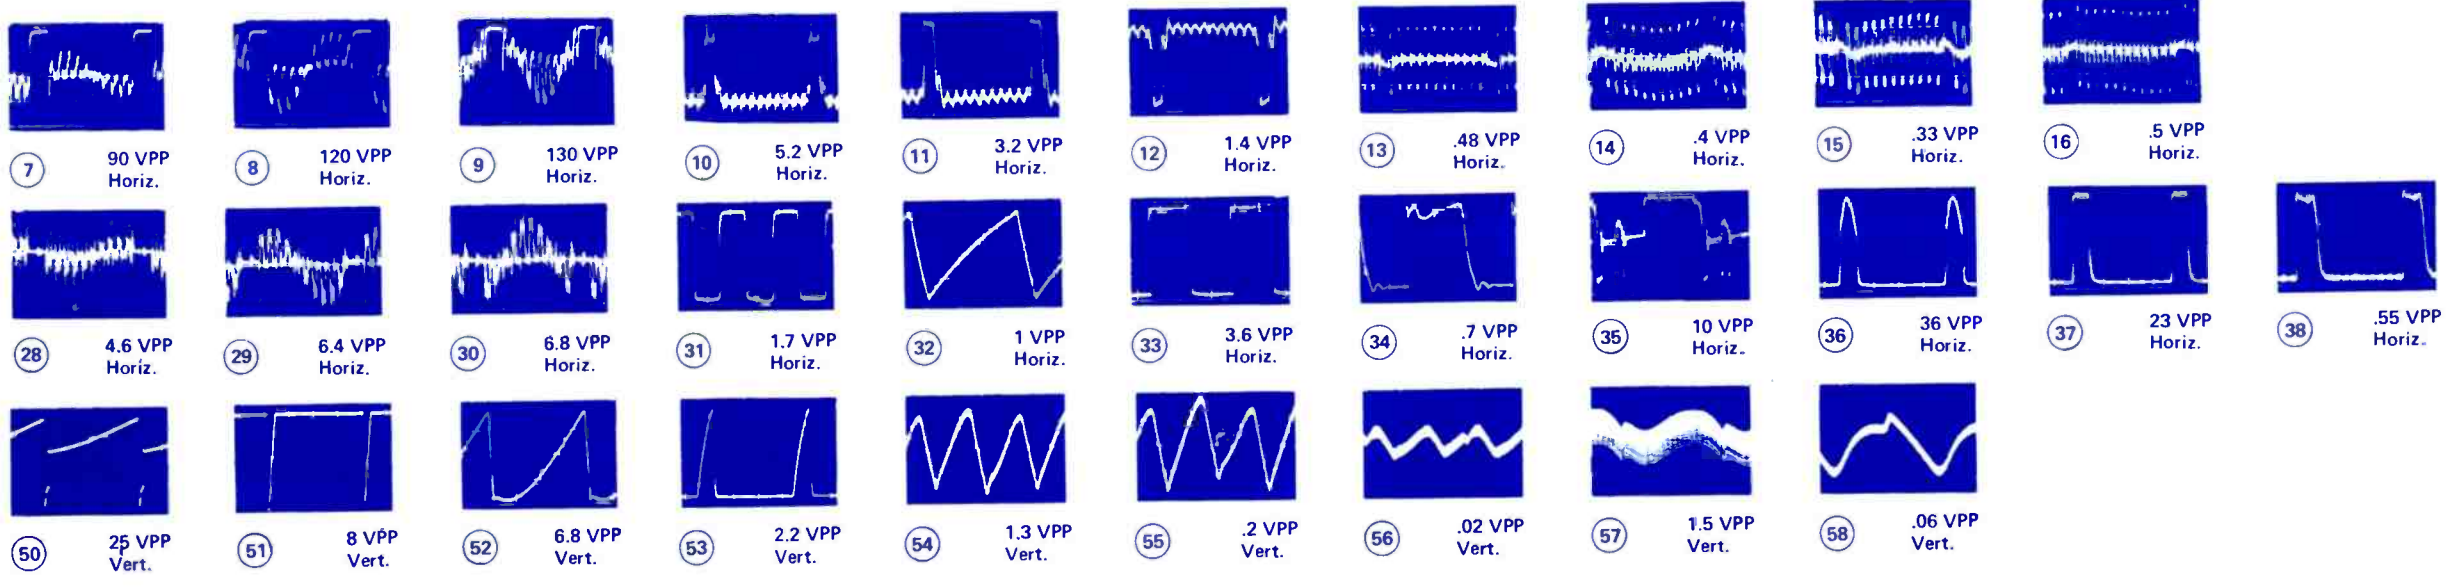 7 90 VPP
Horiz.
8 120 VPP
Horiz.
9 130 VPP
Horiz.
10 5.2 VPP
Horiz.
11 3.2 VPP
Horiz.
12 1.4 VPP
Horiz.
13 .48 VPP
Horiz.
14 .4 VPP
Horiz.
15 .33 VPP
Horiz.
16 .5 VPP
Horiz.
28 4.6 VPP
Horiz.
29 6.4 VPP
Horiz.
30 6.8 VPP
Horiz.
31 1.7 VPP
Horiz.
32 1 VPP
Horiz.
33 3.6 VPP
Horiz.
34 .7 VPP
Horiz.
35 10 VPP
Horiz.
36 36 VPP
Horiz.
37 23 VPP
Horiz.
38 .55 VPP
Horiz.
50 25 VPP
Vert.
51 8 VPP
Vert.
52 6.8 VPP
Vert.
53 2.2 VPP
Vert.
54 1.3 VPP
Vert.
55 .2 VPP
Vert.
56 .02 VPP
Vert.
57 1.5 VPP
Vert.
58 .06 VPP
Vert.